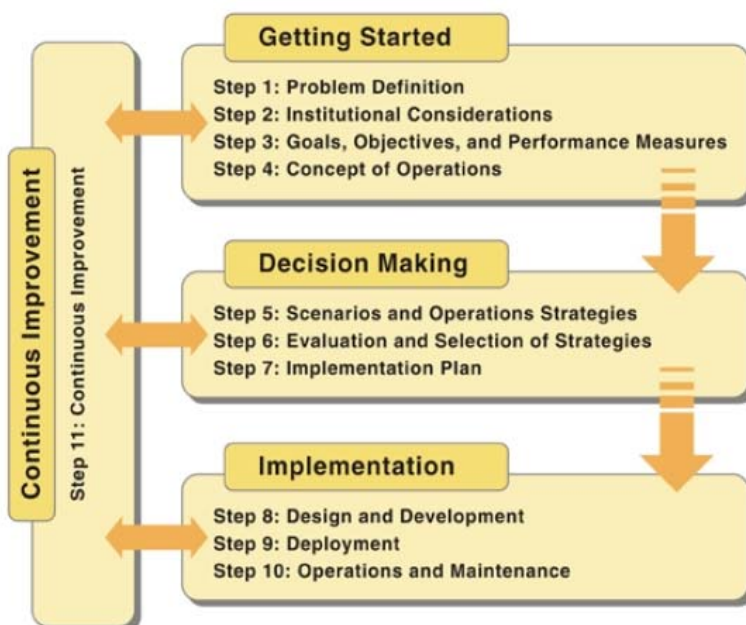 Getting Started
Step 1: Problem Definition
Step 2: Institutional Considerations
Step 3: Goals, Objectives, and Performance Measures
Step 4: Concept of Operations
Decision Making
Step 5: Scenarios and Operations Strategies
Step 6: Evaluation and Selection of Strategies
Step 7: Implementation Plan
Implementation
Step 8: Design and Development
Step 9: Deployment
Step 10: Operations and Maintenance
Continuous Improvement
Step 11: Continuous Improvement